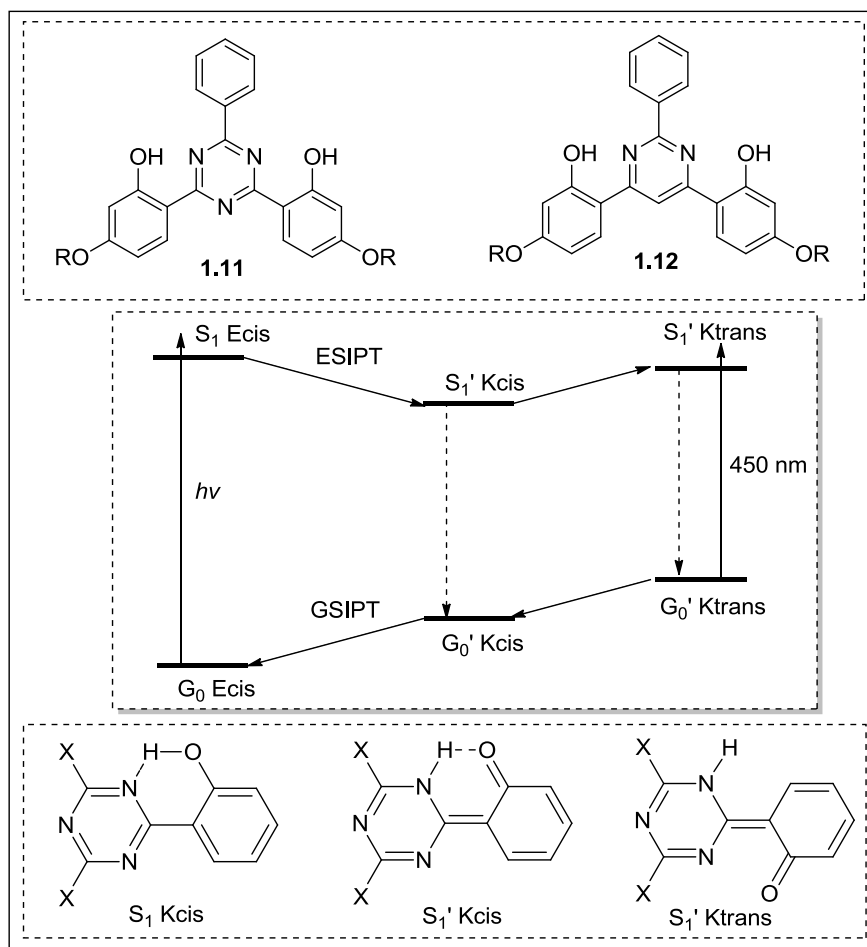 OH
N
N
OH
N
RO
OR
1.11
OH
N
N
OH
RO
OR
1.12
S₁ Ecis
ESIPT
S₁' Kcis
S₁' Ktrans
hν
450 nm
GSIPT
G₀' Kcis
G₀' Ktrans
G₀ Ecis
X
H
O
N
N
N
X
S₁ Kcis
X
H
O
N
N
N
X
S₁' Kcis
X
H
N
N
N
X
O
S₁' Ktrans